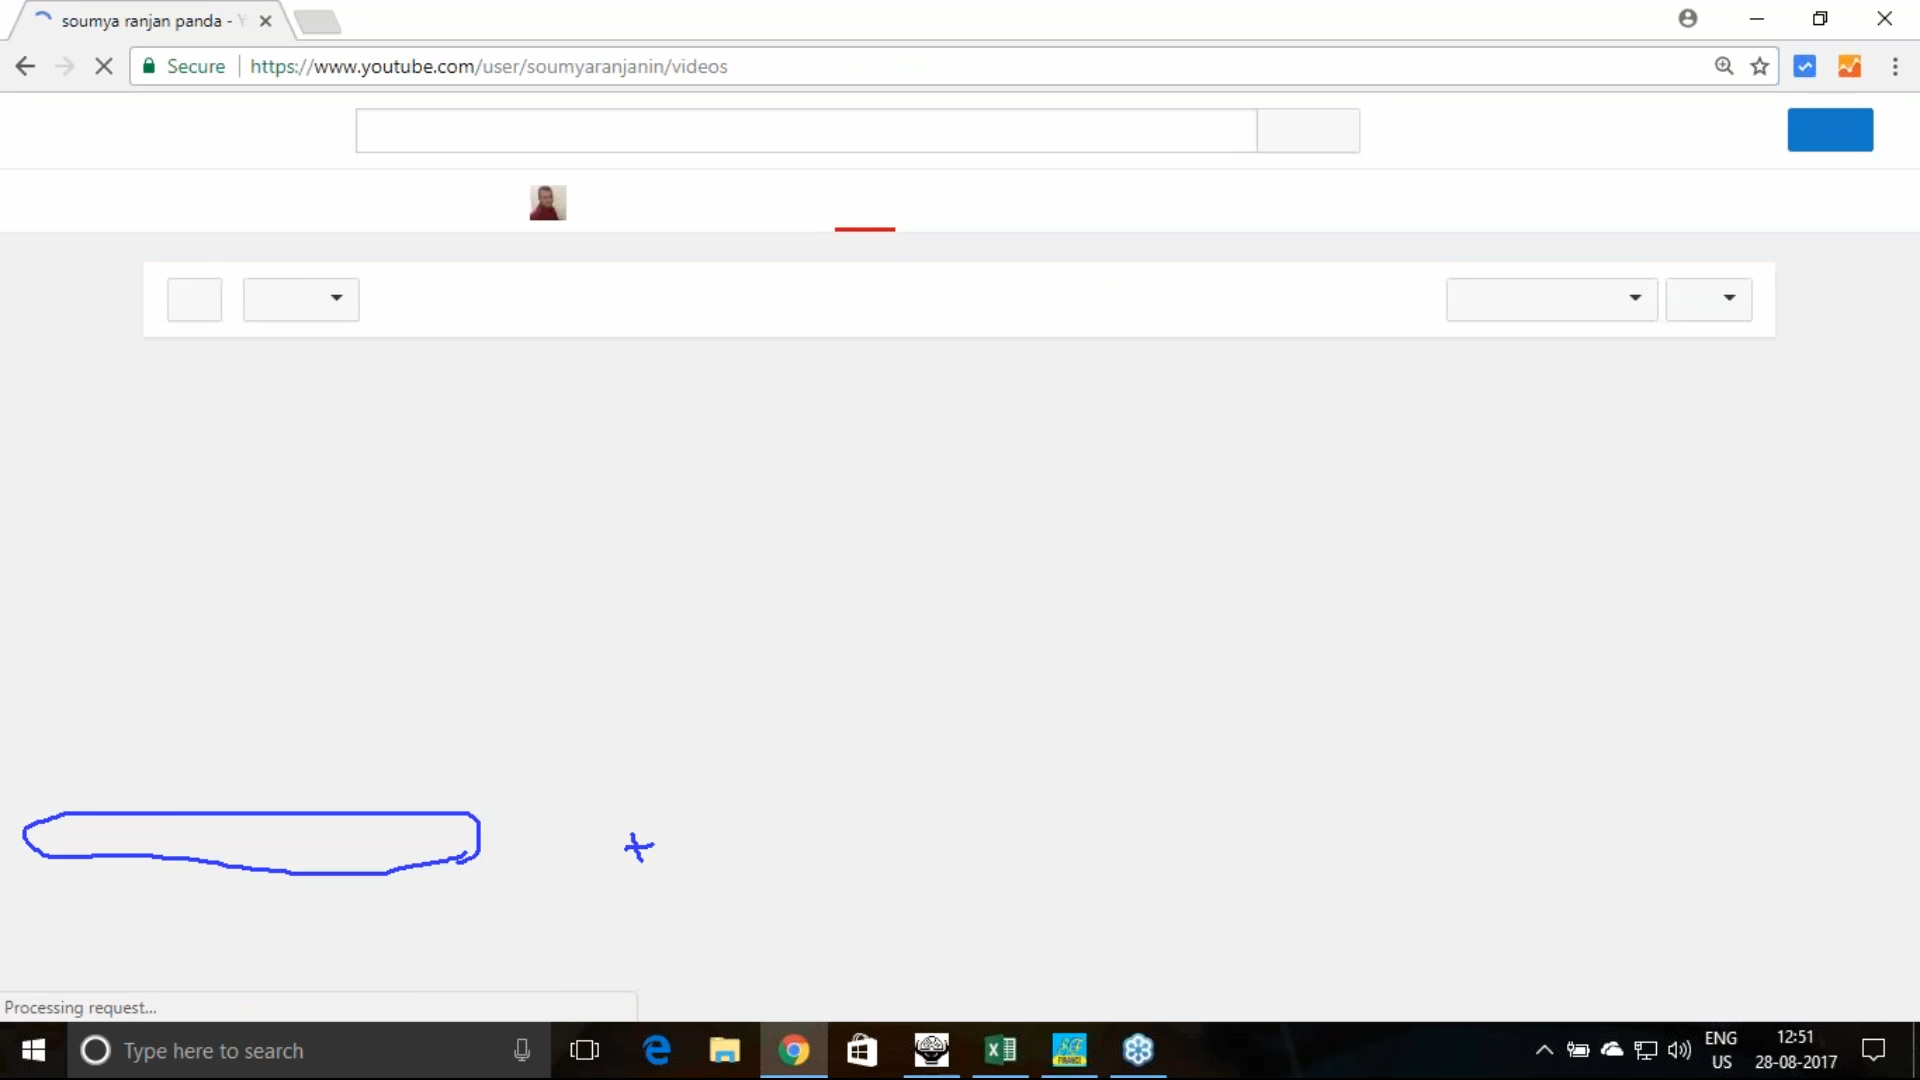 soumya ranjan panda - Y
Secure https://www.youtube.com/user/soumyaranjanin/videos
Processing request...
Type here to search
FINANCE
ENG
US
12:51
28-08-2017